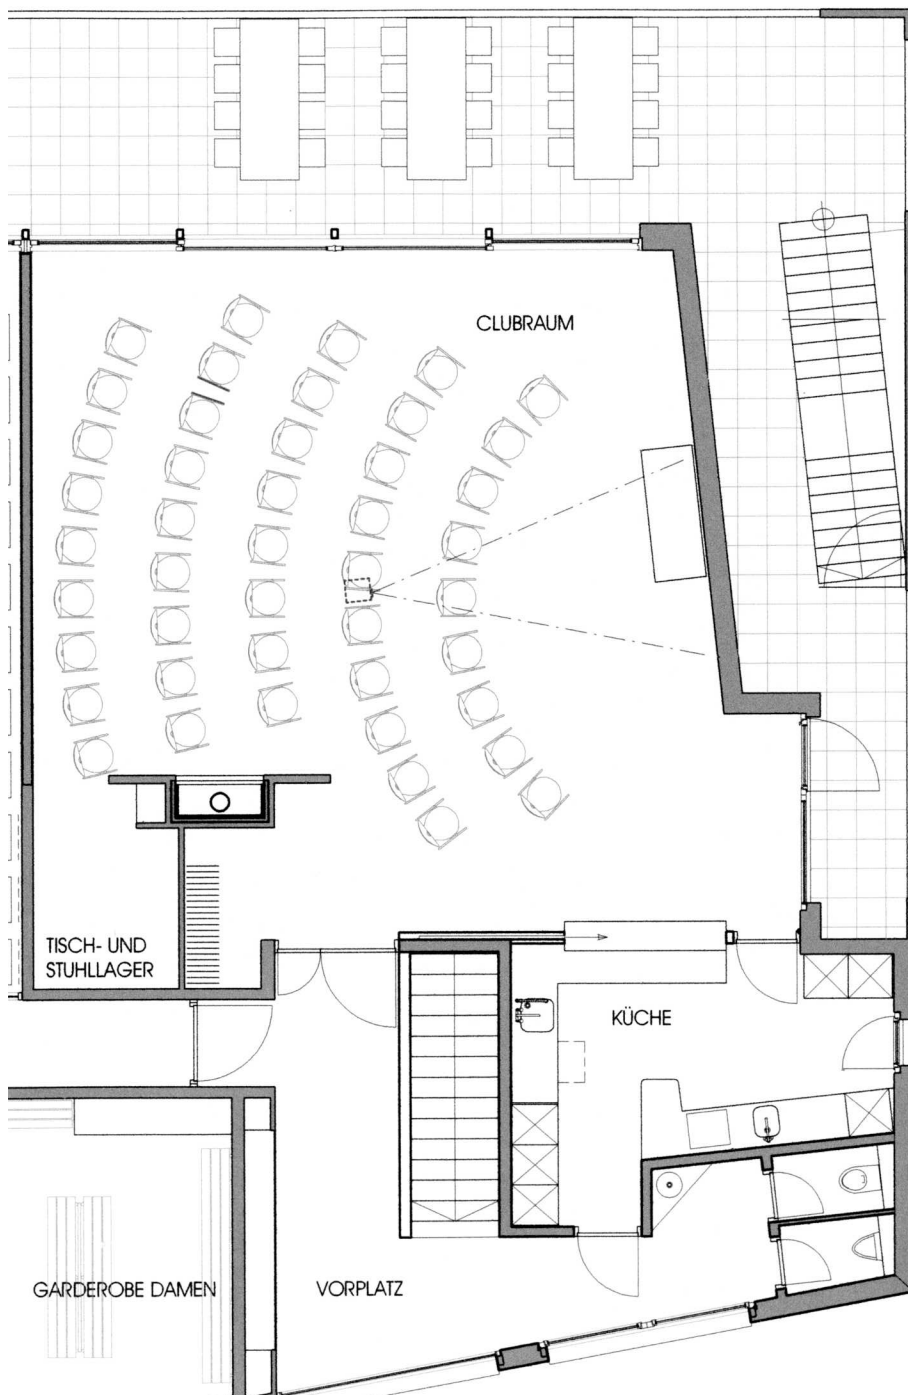 CLUBRAUM
TISCH- UND
STUHLLAGER
KÜCHE
GARDEROBE DAMEN
VORPLATZ